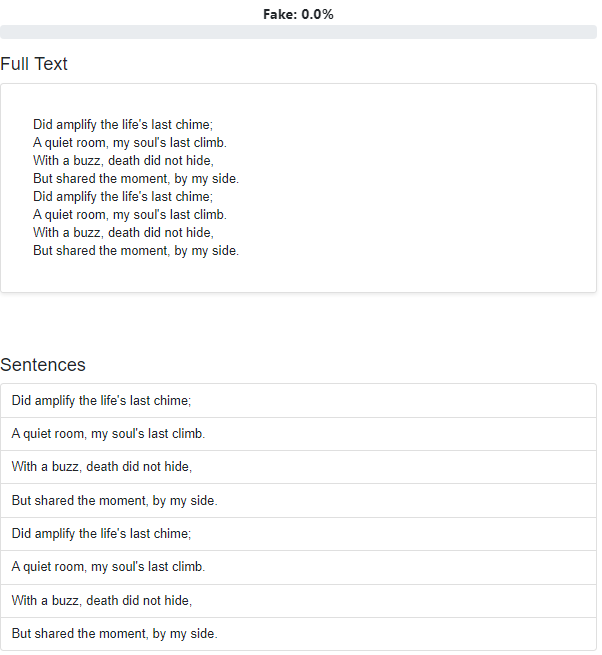 Fake: 0.0%
Full Text
Did amplify the life's last chime;
A quiet room, my soul's last climb.
With a buzz, death did not hide,
But shared the moment, by my side.
Did amplify the life's last chime;
A quiet room, my soul's last climb.
With a buzz, death did not hide,
But shared the moment, by my side.
Sentences
Did amplify the life's last chime;
A quiet room, my soul's last climb.
With a buzz, death did not hide,
But shared the moment, by my side.
Did amplify the life's last chime;
A quiet room, my soul's last climb.
With a buzz, death did not hide,
But shared the moment, by my side.